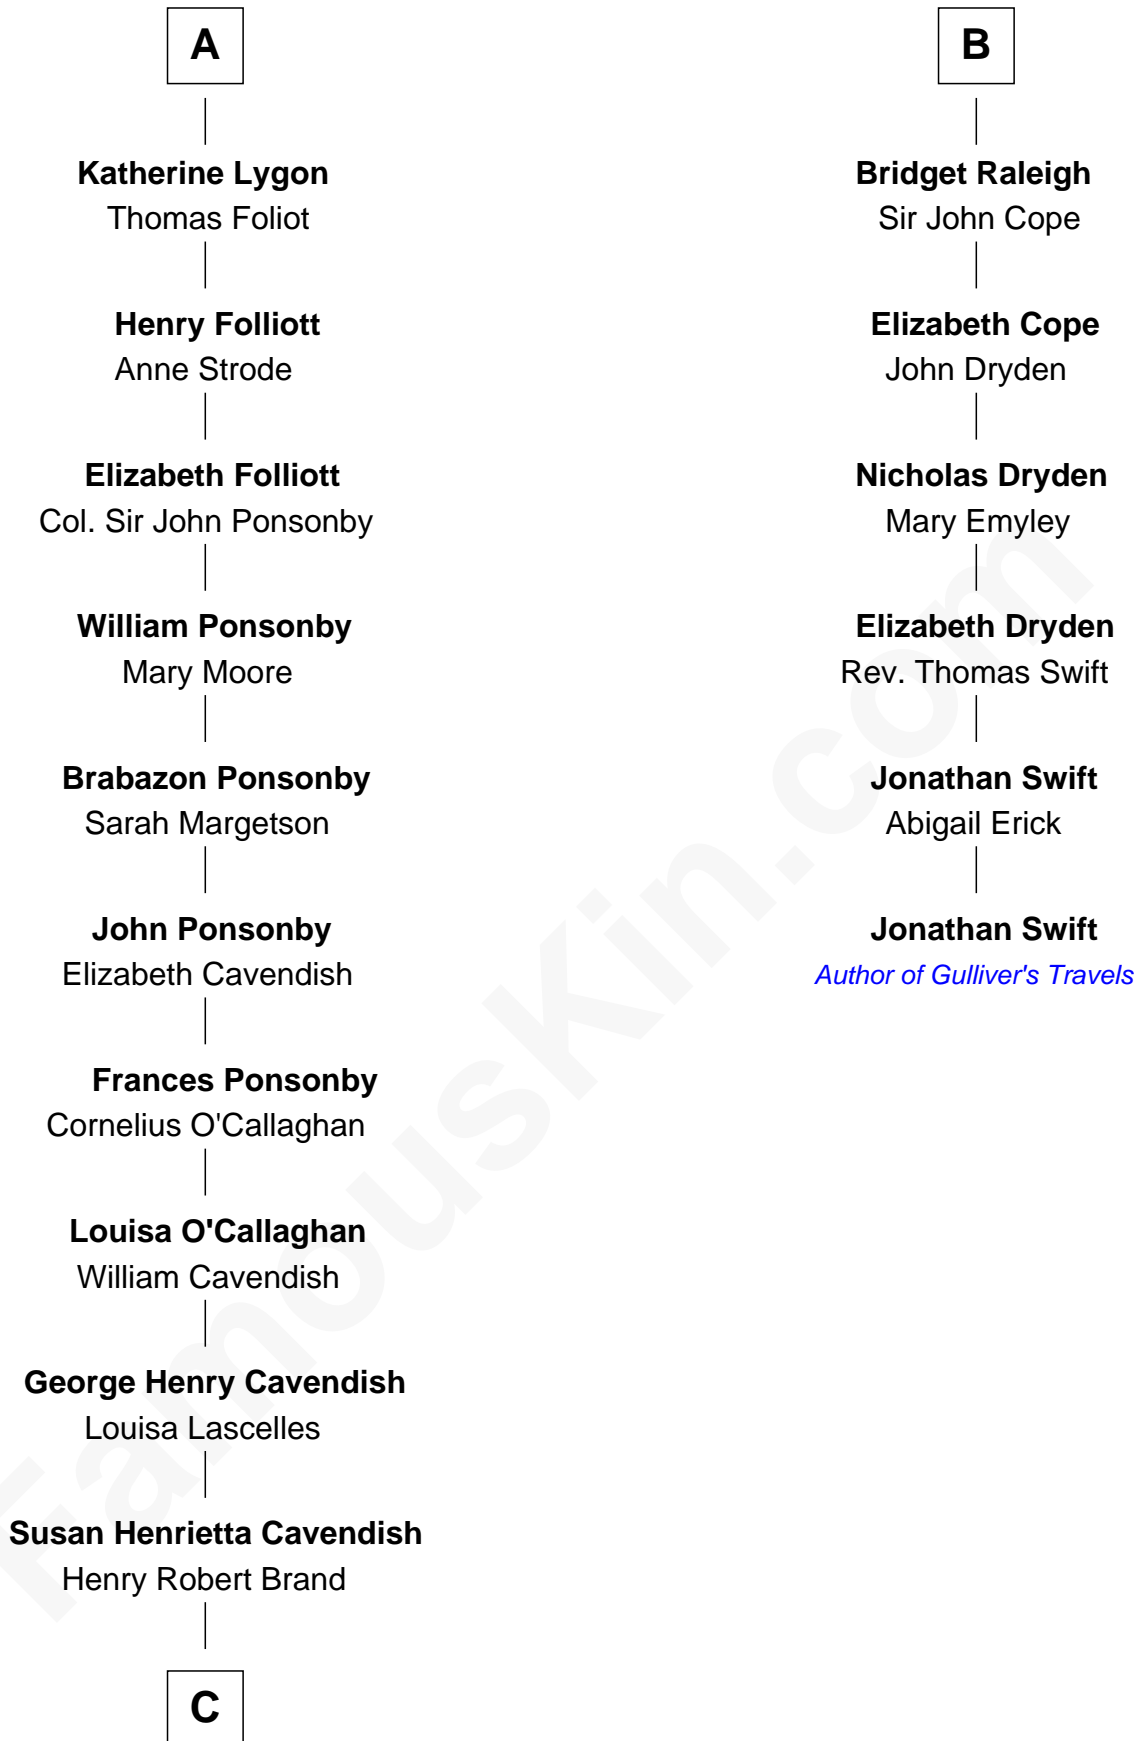 A
Katherine Lygon
Thomas Foliot
Henry Folliott
Anne Strode
Elizabeth Folliott
Col. Sir John Ponsonby
William Ponsonby
Mary Moore
Brabazon Ponsonby
Sarah Margetson
John Ponsonby
Elizabeth Cavendish
Frances Ponsonby
Cornelius O'Callaghan
Louisa O'Callaghan
William Cavendish
George Henry Cavendish
Louisa Lascelles
Susan Henrietta Cavendish
Henry Robert Brand
C
B
Bridget Raleigh
Sir John Cope
Elizabeth Cope
John Dryden
Nicholas Dryden
Mary Emyley
Elizabeth Dryden
Rev. Thomas Swift
Jonathan Swift
Abigail Erick
Jonathan Swift
Author of Gulliver's Travels
FamousKin.com